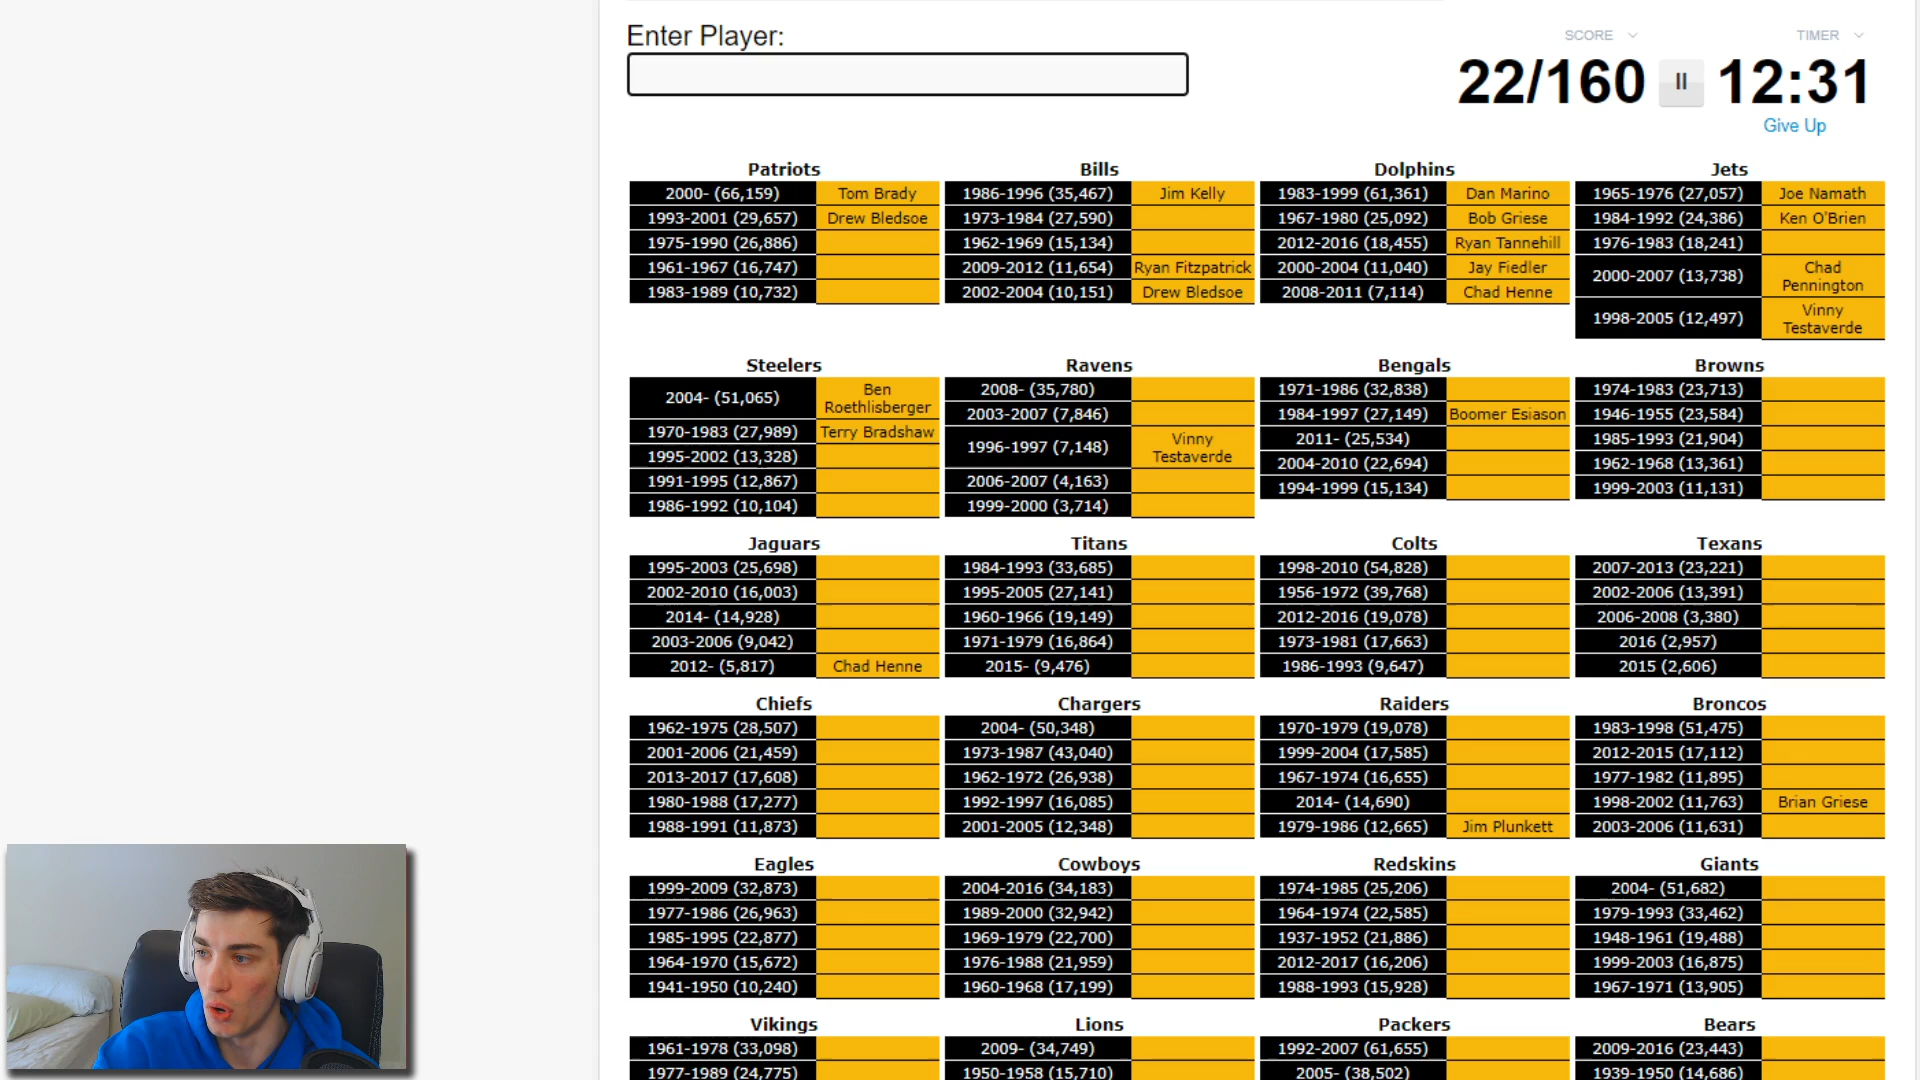 Enter Player:
SCORE
TIMER
22/160
12:31
Give Up
Patriots
2000- (66,159) Tom Brady
1993-2001 (29,657) Drew Bledsoe
1975-1990 (26,886)
1961-1967 (16,747)
1983-1989 (10,732)
Bills
1986-1996 (35,467) Jim Kelly
1973-1984 (27,590)
1962-1969 (15,134)
2009-2012 (11,654) Ryan Fitzpatrick
2002-2004 (10,151) Drew Bledsoe
Dolphins
1983-1999 (61,361) Dan Marino
1967-1980 (25,092) Bob Griese
2012-2016 (18,455) Ryan Tannehill
2000-2004 (11,040) Jay Fiedler
2008-2011 (7,114) Chad Henne
Jets
1965-1976 (27,057) Joe Namath
1984-1992 (24,386) Ken O'Brien
1976-1983 (18,241)
2000-2007 (13,738) Chad
Pennington
1998-2005 (12,497) Vinny
Testaverde
Steelers
2004- (51,065) Ben
Roethlisberger
1970-1983 (27,989) Terry Bradshaw
1995-2002 (13,328)
1991-1995 (12,867)
1986-1992 (10,104)
Ravens
2008- (35,780)
2003-2007 (7,846)
1996-1997 (7,148) Vinny
Testaverde
2006-2007 (4,163)
1999-2000 (3,714)
Bengals
1971-1986 (32,838)
1984-1997 (27,149) Boomer Esiason
2011- (25,534)
2004-2010 (22,694)
1994-1999 (15,134)
Browns
1974-1983 (23,713)
1946-1955 (23,584)
1985-1993 (21,904)
1962-1968 (13,361)
1999-2003 (11,131)
Jaguars
1995-2003 (25,698)
2002-2010 (16,003)
2014- (14,928)
2003-2006 (9,042)
2012- (5,817) Chad Henne
Titans
1984-1993 (33,685)
1995-2005 (27,141)
1960-1966 (19,149)
1971-1979 (16,864)
2015- (9,476)
Colts
1998-2010 (54,828)
1956-1972 (39,768)
2012-2016 (19,078)
1973-1981 (17,663)
1986-1993 (9,647)
Texans
2007-2013 (23,221)
2002-2006 (13,391)
2006-2008 (3,380)
2016 (2,957)
2015 (2,606)
Chiefs
1962-1975 (28,507)
2001-2006 (21,459)
2013-2017 (17,608)
1980-1988 (17,277)
1988-1991 (11,873)
Chargers
2004- (50,348)
1973-1987 (43,040)
1962-1972 (26,938)
1992-1997 (16,085)
2001-2005 (12,348)
Raiders
1970-1979 (19,078)
1999-2004 (17,585)
1967-1974 (16,655)
2014- (14,690)
1979-1986 (12,665) Jim Plunkett
Broncos
1983-1998 (51,475)
2012-2015 (17,112)
1977-1982 (11,895)
1998-2002 (11,763) Brian Griese
2003-2006 (11,631)
Eagles
1999-2009 (32,873)
1977-1986 (26,963)
1985-1995 (22,877)
1964-1970 (15,672)
1941-1950 (10,240)
Cowboys
2004-2016 (34,183)
1989-2000 (32,942)
1969-1979 (22,700)
1976-1988 (21,959)
1960-1968 (17,199)
Redskins
1974-1985 (25,206)
1964-1974 (22,585)
1937-1952 (21,886)
2012-2017 (16,206)
1988-1993 (15,928)
Giants
2004- (51,682)
1979-1993 (33,462)
1948-1961 (19,488)
1999-2003 (16,875)
1967-1971 (13,905)
Vikings
1961-1978 (33,098)
1977-1989 (24,775)
Lions
2009- (34,749)
1950-1958 (15,710)
Packers
1992-2007 (61,655)
2005- (38,502)
Bears
2009-2016 (23,443)
1939-1950 (14,686)